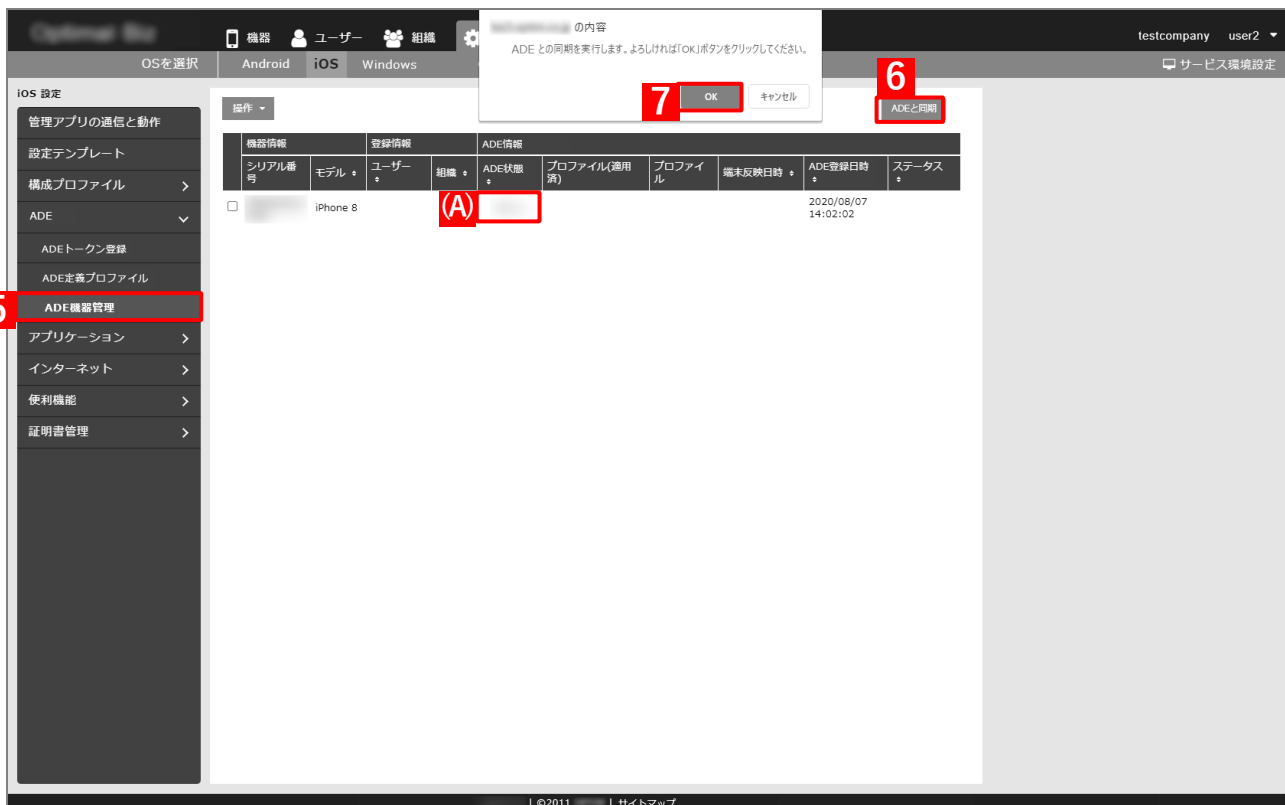 機器
ユーザー
組織
の内容
ADE との同期を実行します。よろしければ「OK」ボタンをクリックしてください。
7
OK
キャンセル
testcompany user2
OSを選択
Android
iOS
Windows
サービス環境設定
iOS 設定
管理アプリの通信と動作
設定テンプレート
構成プロファイル
ADE
ADEトークン登録
ADE定義プロファイル
5
ADE機器管理
アプリケーション
インターネット
便利機能
証明書管理
操作
6
ADEと同期
機器情報 登録情報 ADE情報
シリアル番号
モデル
ユーザー
組織
ADE状態
プロファイル(適用済)
プロファイル
端末反映日時
ADE登録日時
ステータス
iPhone 8
(A)
2020/08/07
14:02:02
| ©2011
| サイトマップ